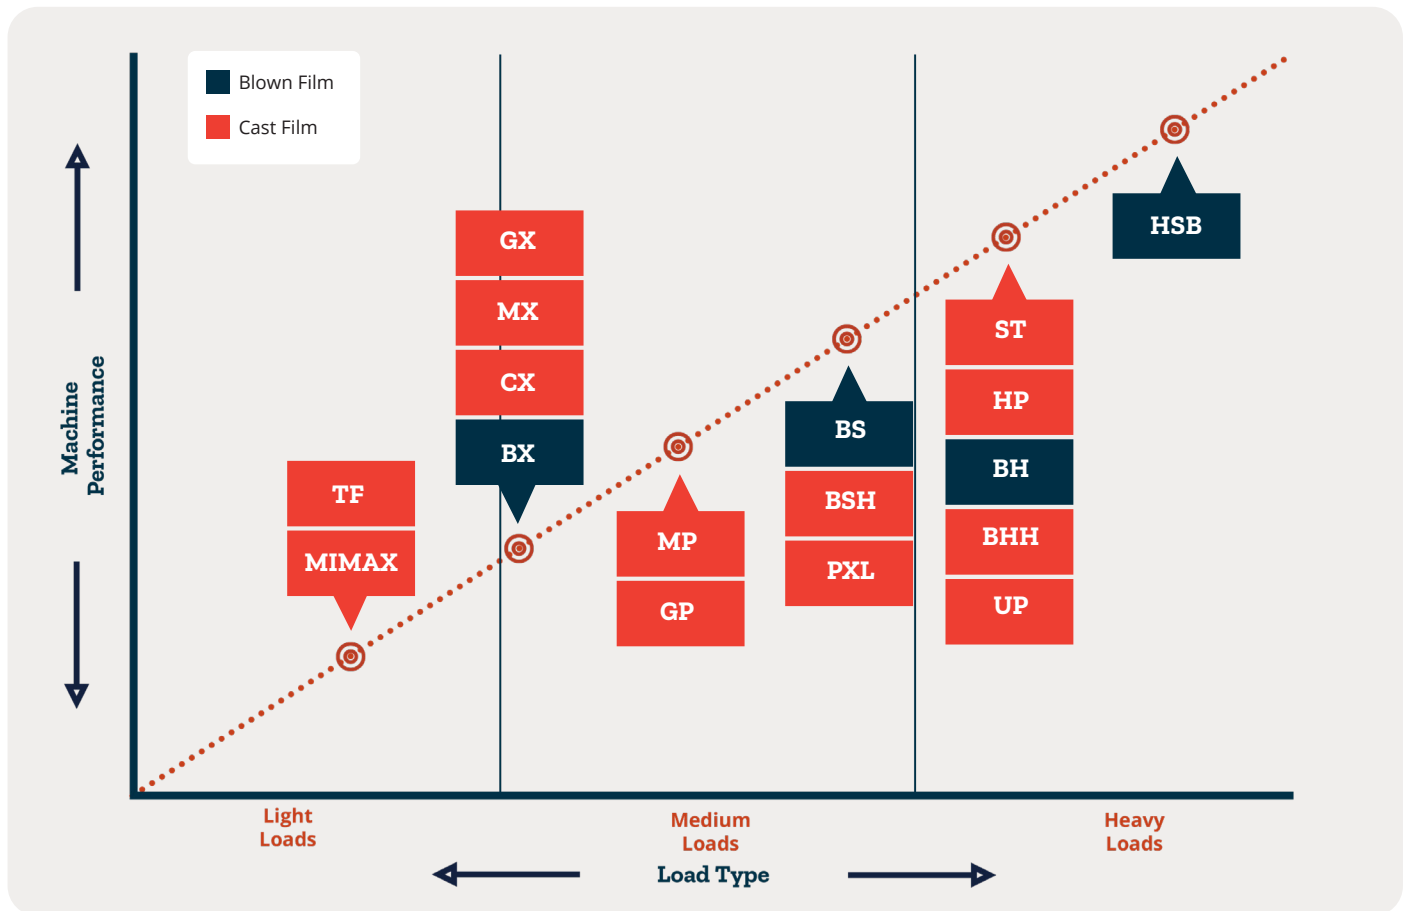 Blown Film
Cast Film
Machine
Performance
TF
MIMAX
GX
MX
CX
BX
MP
GP
BS
BSH
PXL
ST
HP
BH
BHH
UP
HSB
Light
Loads
Medium
Loads
Heavy
Loads
Load Type